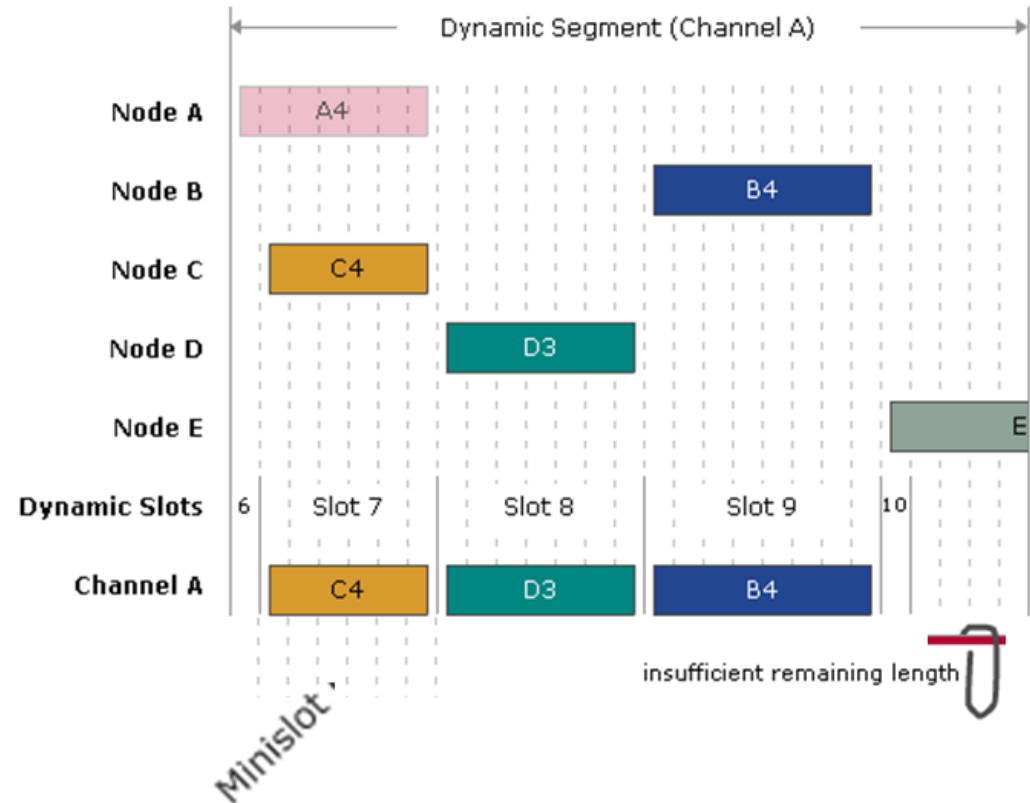 Dynamic Segment (Channel A)
Node A A4
Node B B4
Node C C4
Node D D3
Node E E
Dynamic Slots 6 Slot 7 Slot 8 Slot 9 10
Channel A C4 D3 B4
insufficient remaining length
Minislot